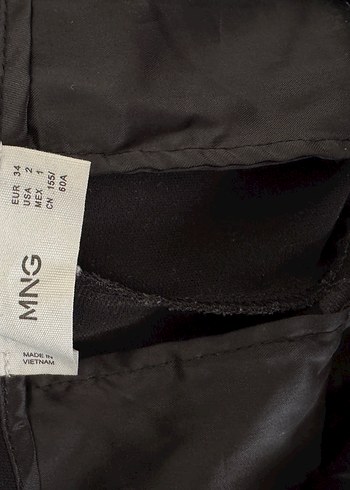 EUR 34
USA 2
MEX 1
CN 155/
60A
MNG
MADE IN
VIETNAM